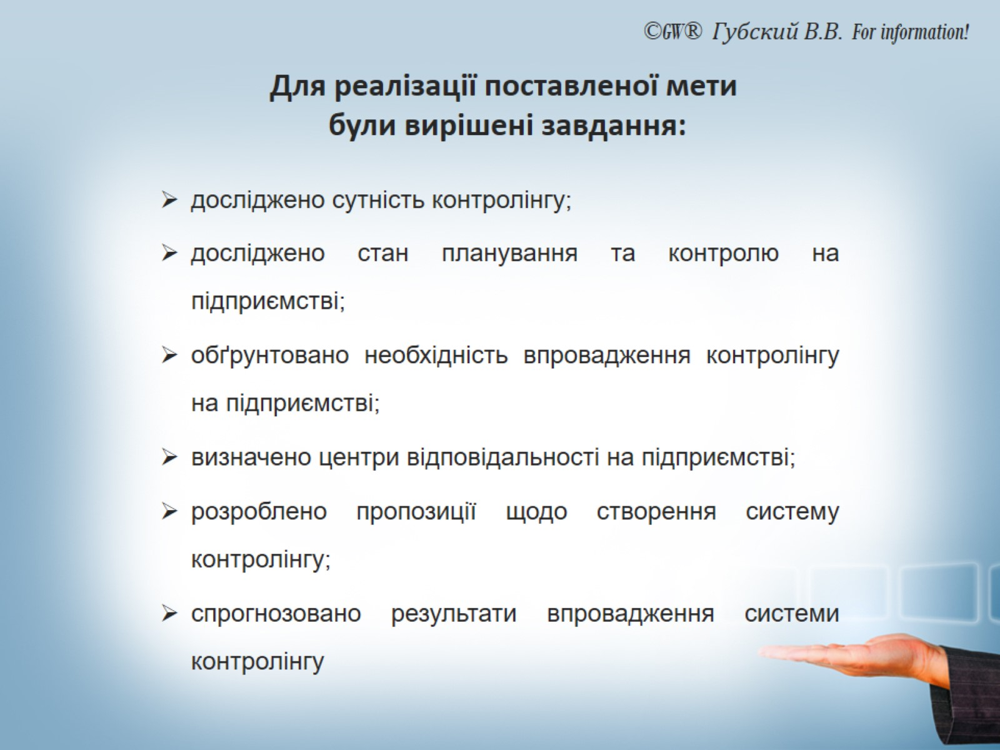 ©GW® Губский В.В. For information!
Для реалізації поставленої мети
були вирішені завдання:
➢ досліджено сутність контролінгу;
➢ досліджено стан планування та контролю на
підприємстві;
➢ обґрунтовано необхідність впровадження контролінгу
на підприємстві;
➢ визначено центри відповідальності на підприємстві;
➢ розроблено пропозиції щодо створення систему
контролінгу;
➢ спрогнозовано результати впровадження системи
контролінгу